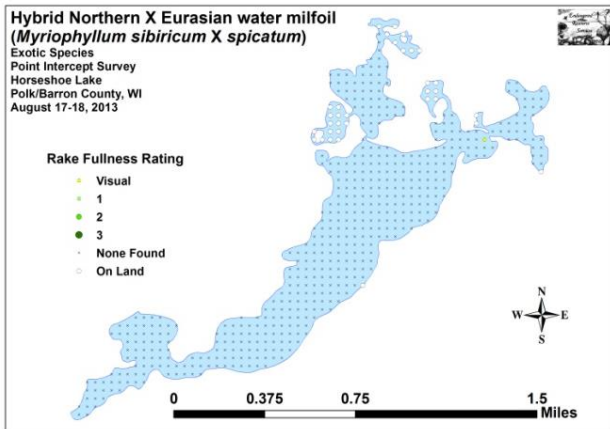 Hybrid Northern X Eurasian water milfoil
(Myriophyllum sibiricum X spicatum)
Exotic Species
Point Intercept Survey
Horseshoe Lake
Polk/Barron County, WI
August 17-18, 2013
Rake Fullness Rating
Visual
1
2
3
None Found
On Land
N
W E
S
0 0.375 0.75 1.5
Miles